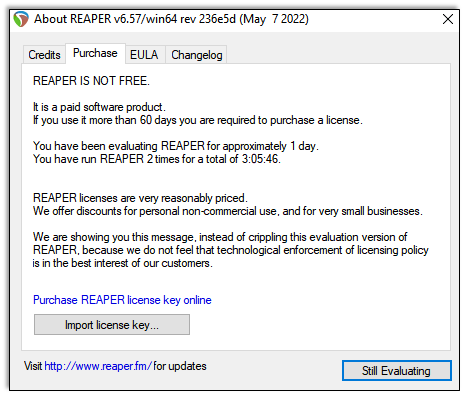 About REAPER v6.57/win64 rev 236e5d (May 7 2022)
Credits Purchase EULA Changelog
REAPER IS NOT FREE.
It is a paid software product.
If you use it more than 60 days you are required to purchase a license.
You have been evaluating REAPER for approximately 1 day.
You have run REAPER 2 times for a total of 3:05:46.
REAPER licenses are very reasonably priced.
We offer discounts for personal non-commercial use, and for very small businesses.
We are showing you this message, instead of crippling this evaluation version of
REAPER, because we do not feel that technological enforcement of licensing policy
is in the best interest of our customers.
Purchase REAPER license key online
Import license key...
Visit http://www.reaper.fm/ for updates
Still Evaluating